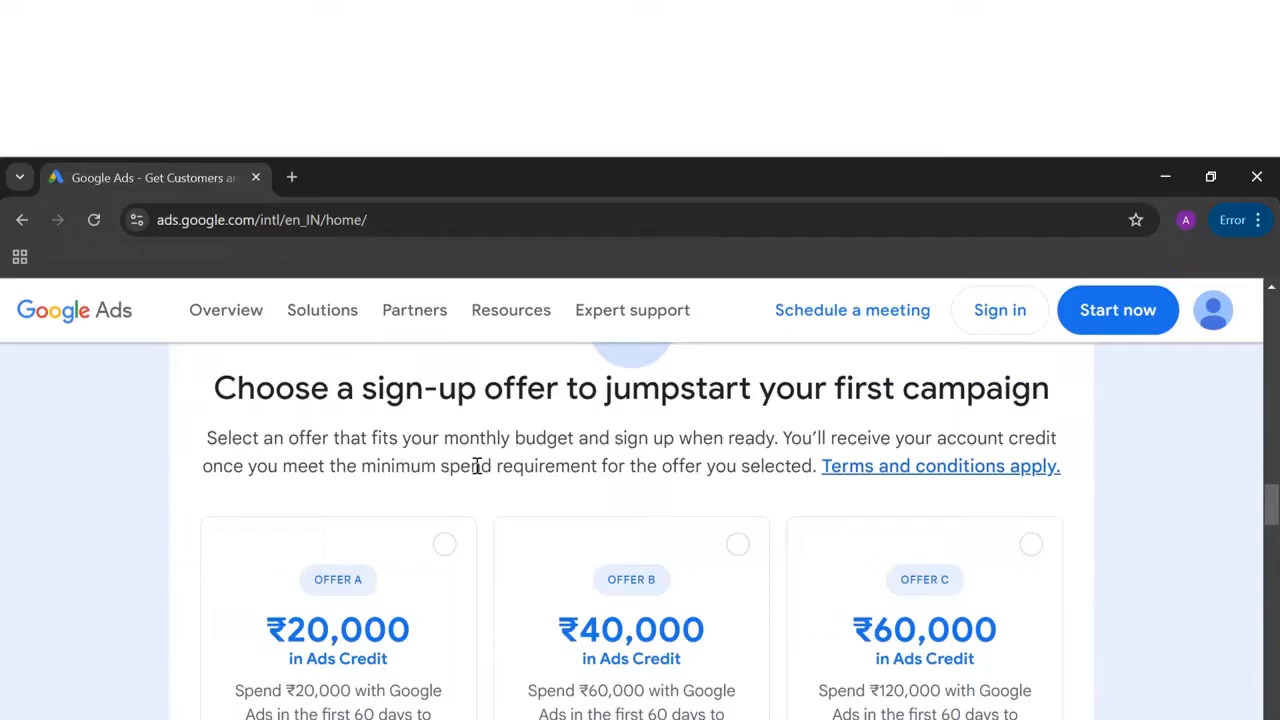 Google Ads - Get Customers an
ads.google.com/intl/en_IN/home/
Error
Google Ads
Overview
Solutions
Partners
Resources
Expert support
Schedule a meeting
Sign in
Start now
Choose a sign-up offer to jumpstart your first campaign
Select an offer that fits your monthly budget and sign up when ready. You’ll receive your account credit
once you meet the minimum spend requirement for the offer you selected. Terms and conditions apply.
OFFER A
₹20,000
in Ads Credit
Spend ₹20,000 with Google
Ads in the first 60 days to
OFFER B
₹40,000
in Ads Credit
Spend ₹60,000 with Google
Ads in the first 60 days to
OFFER C
₹60,000
in Ads Credit
Spend ₹120,000 with Google
Ads in the first 60 days to
A